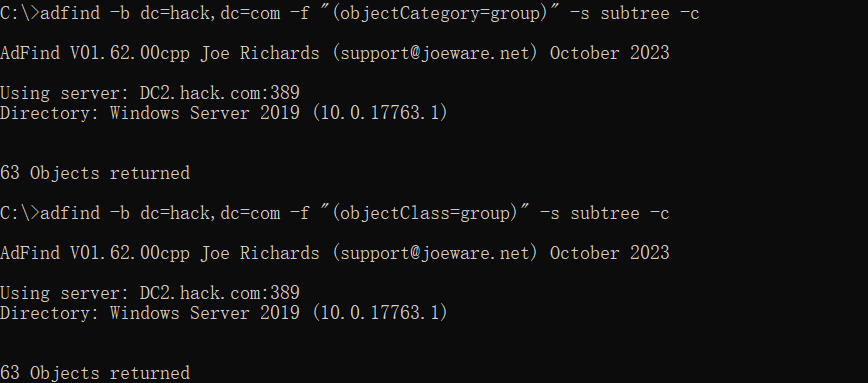 C:\>adfind -b dc=hack,dc=com -f "(objectCategory=group)" -s subtree -c
AdFind V01.62.00cpp Joe Richards (support@joeware.net) October 2023
Using server: DC2.hack.com:389
Directory: Windows Server 2019 (10.0.17763.1)
63 Objects returned
C:\>adfind -b dc=hack,dc=com -f "(objectClass=group)" -s subtree -c
AdFind V01.62.00cpp Joe Richards (support@joeware.net) October 2023
Using server: DC2.hack.com:389
Directory: Windows Server 2019 (10.0.17763.1)
63 Objects returned